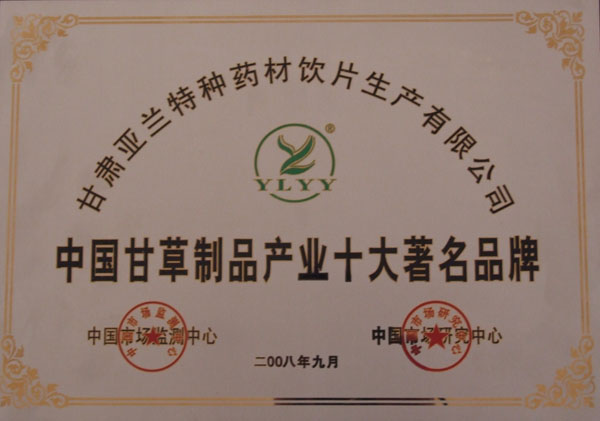 甘肃亚兰特种药材饮片生产有限公司
®
YLYY
中国甘草制品产业十大著名品牌
中国市场监测中心
中国市场研究中心
二00八年九月